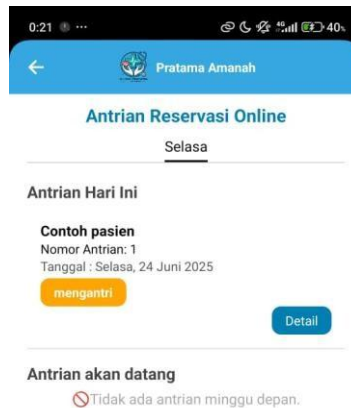 0:21
4G
40%
Pratama Amanah
Antrian Reservasi Online
Selasa
Antrian Hari Ini
Contoh pasien
Nomor Antrian: 1
Tanggal : Selasa, 24 Juni 2025
mengantri
Detail
Antrian akan datang
Tidak ada antrian minggu depan.